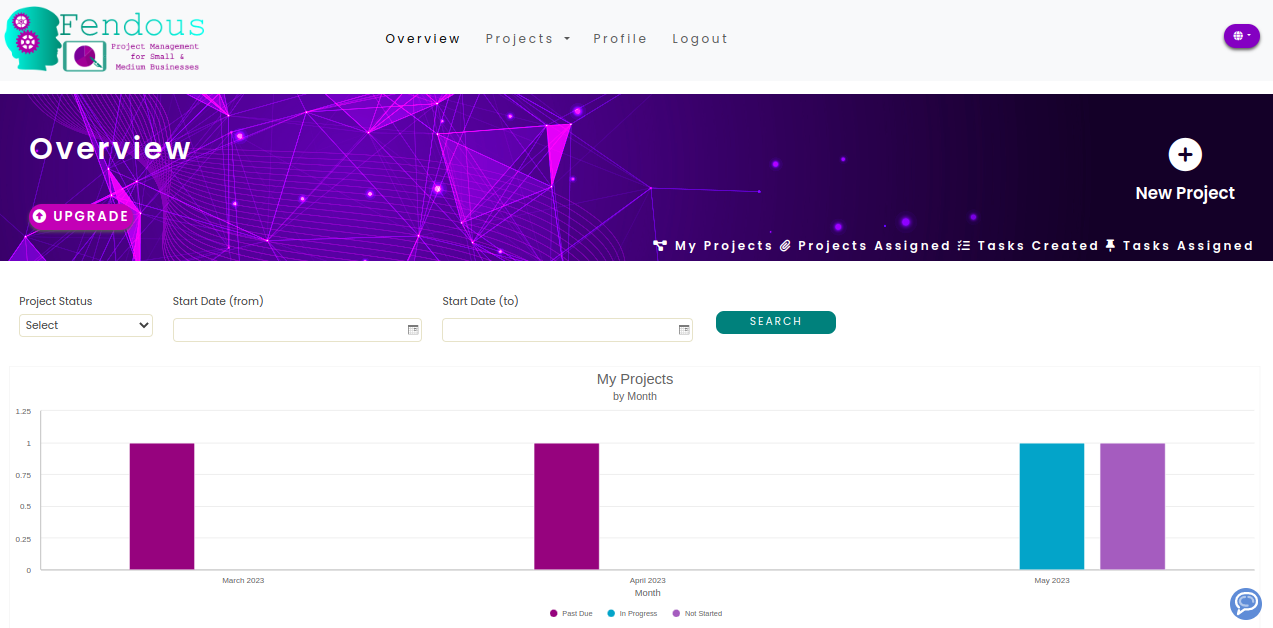 Fendous
Project Management
for Small &
Medium Businesses
Overview Projects Profile Logout
Overview
New Project
UPGRADE
My Projects Projects Assigned Tasks Created Tasks Assigned
Project Status Start Date (from) Start Date (to)
Select
SEARCH
My Projects
by Month
1.25
1
0.75
0.5
0.25
0
March 2023 April 2023 May 2023
Month
Past Due In Progress Not Started